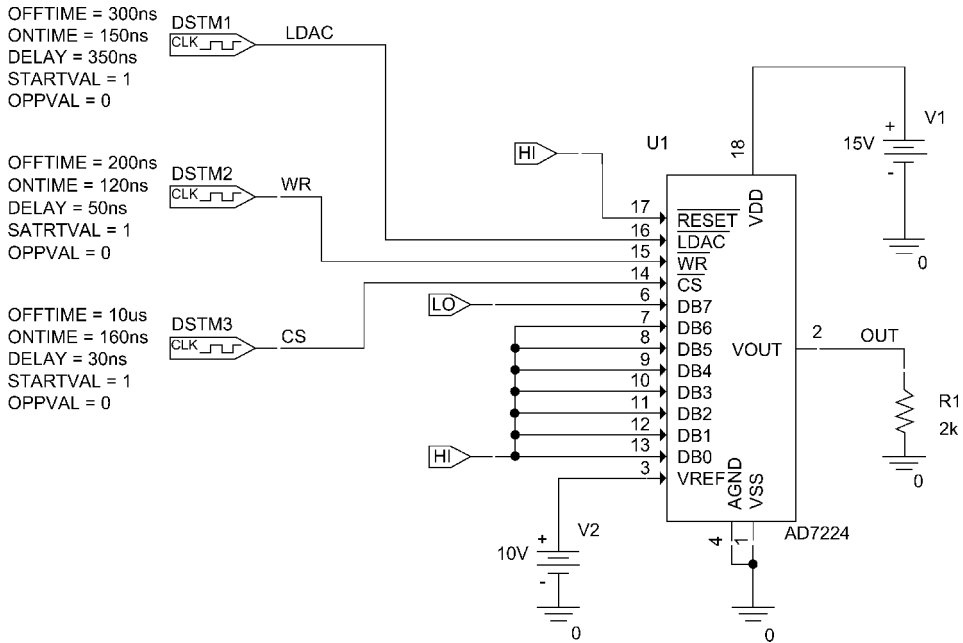 OFFTIME = 300ns
ONTIME = 150ns
DELAY = 350ns
STARTVAL = 1
OPPVAL = 0
DSTM1
CLK
LDAC
OFFTIME = 200ns
ONTIME = 120ns
DELAY = 50ns
SATRTVAL = 1
OPPVAL = 0
DSTM2
CLK
WR
OFFTIME = 10us
ONTIME = 160ns
DELAY = 30ns
STARTVAL = 1
OPPVAL = 0
DSTM3
CLK
CS
HI
LO
HI
U1
18
VDD
17 RESET
16 LDAC
15 WR
14 CS
6 DB7
7 DB6
8 DB5
9 DB4
10 DB3
11 DB2
12 DB1
13 DB0
3 VREF
AGND
VSS
4
1
AD7224
VOUT
2
OUT
V1
+
15V
-
0
R1
2k
0
V2
+
10V
-
0
0